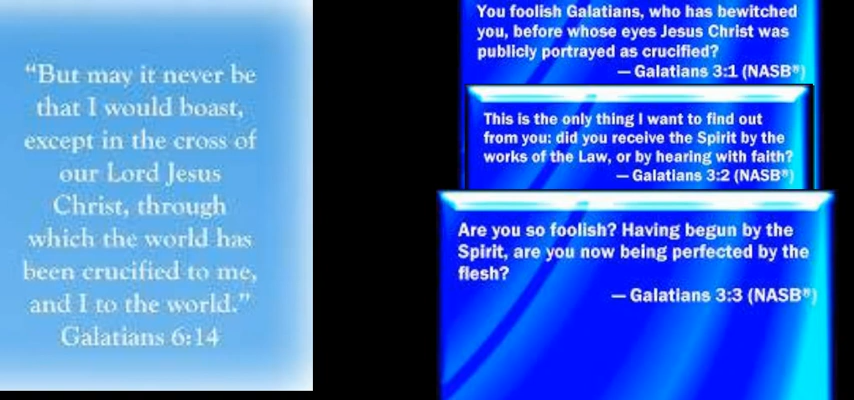 “But may it never be
that I would boast,
except in the cross of
our Lord Jesus
Christ, through
which the world has
been crucified to me,
and I to the world.”
Galatians 6:14
You foolish Galatians, who has bewitched
you, before whose eyes Jesus Christ was
publicly portrayed as crucified?
— Galatians 3:1 (NASB®)
This is the only thing I want to find out
from you: did you receive the Spirit by the
works of the Law, or by hearing with faith?
— Galatians 3:2 (NASB®)
Are you so foolish? Having begun by the
Spirit, are you now being perfected by the
flesh?
— Galatians 3:3 (NASB®)